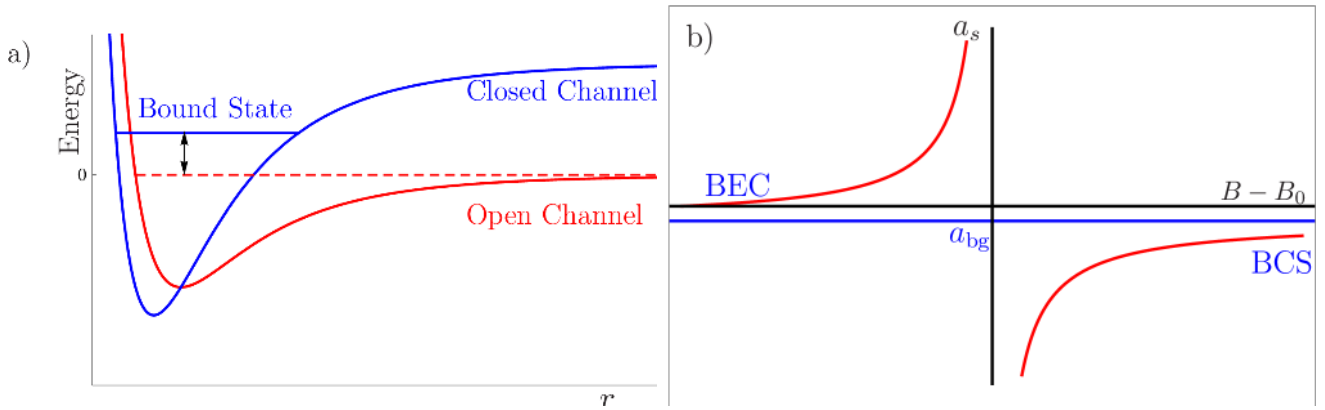 a)
Energy
0
Bound State
Closed Channel
Open Channel
r
b)
a_s
BEC
B − B_0
a_bg
BCS